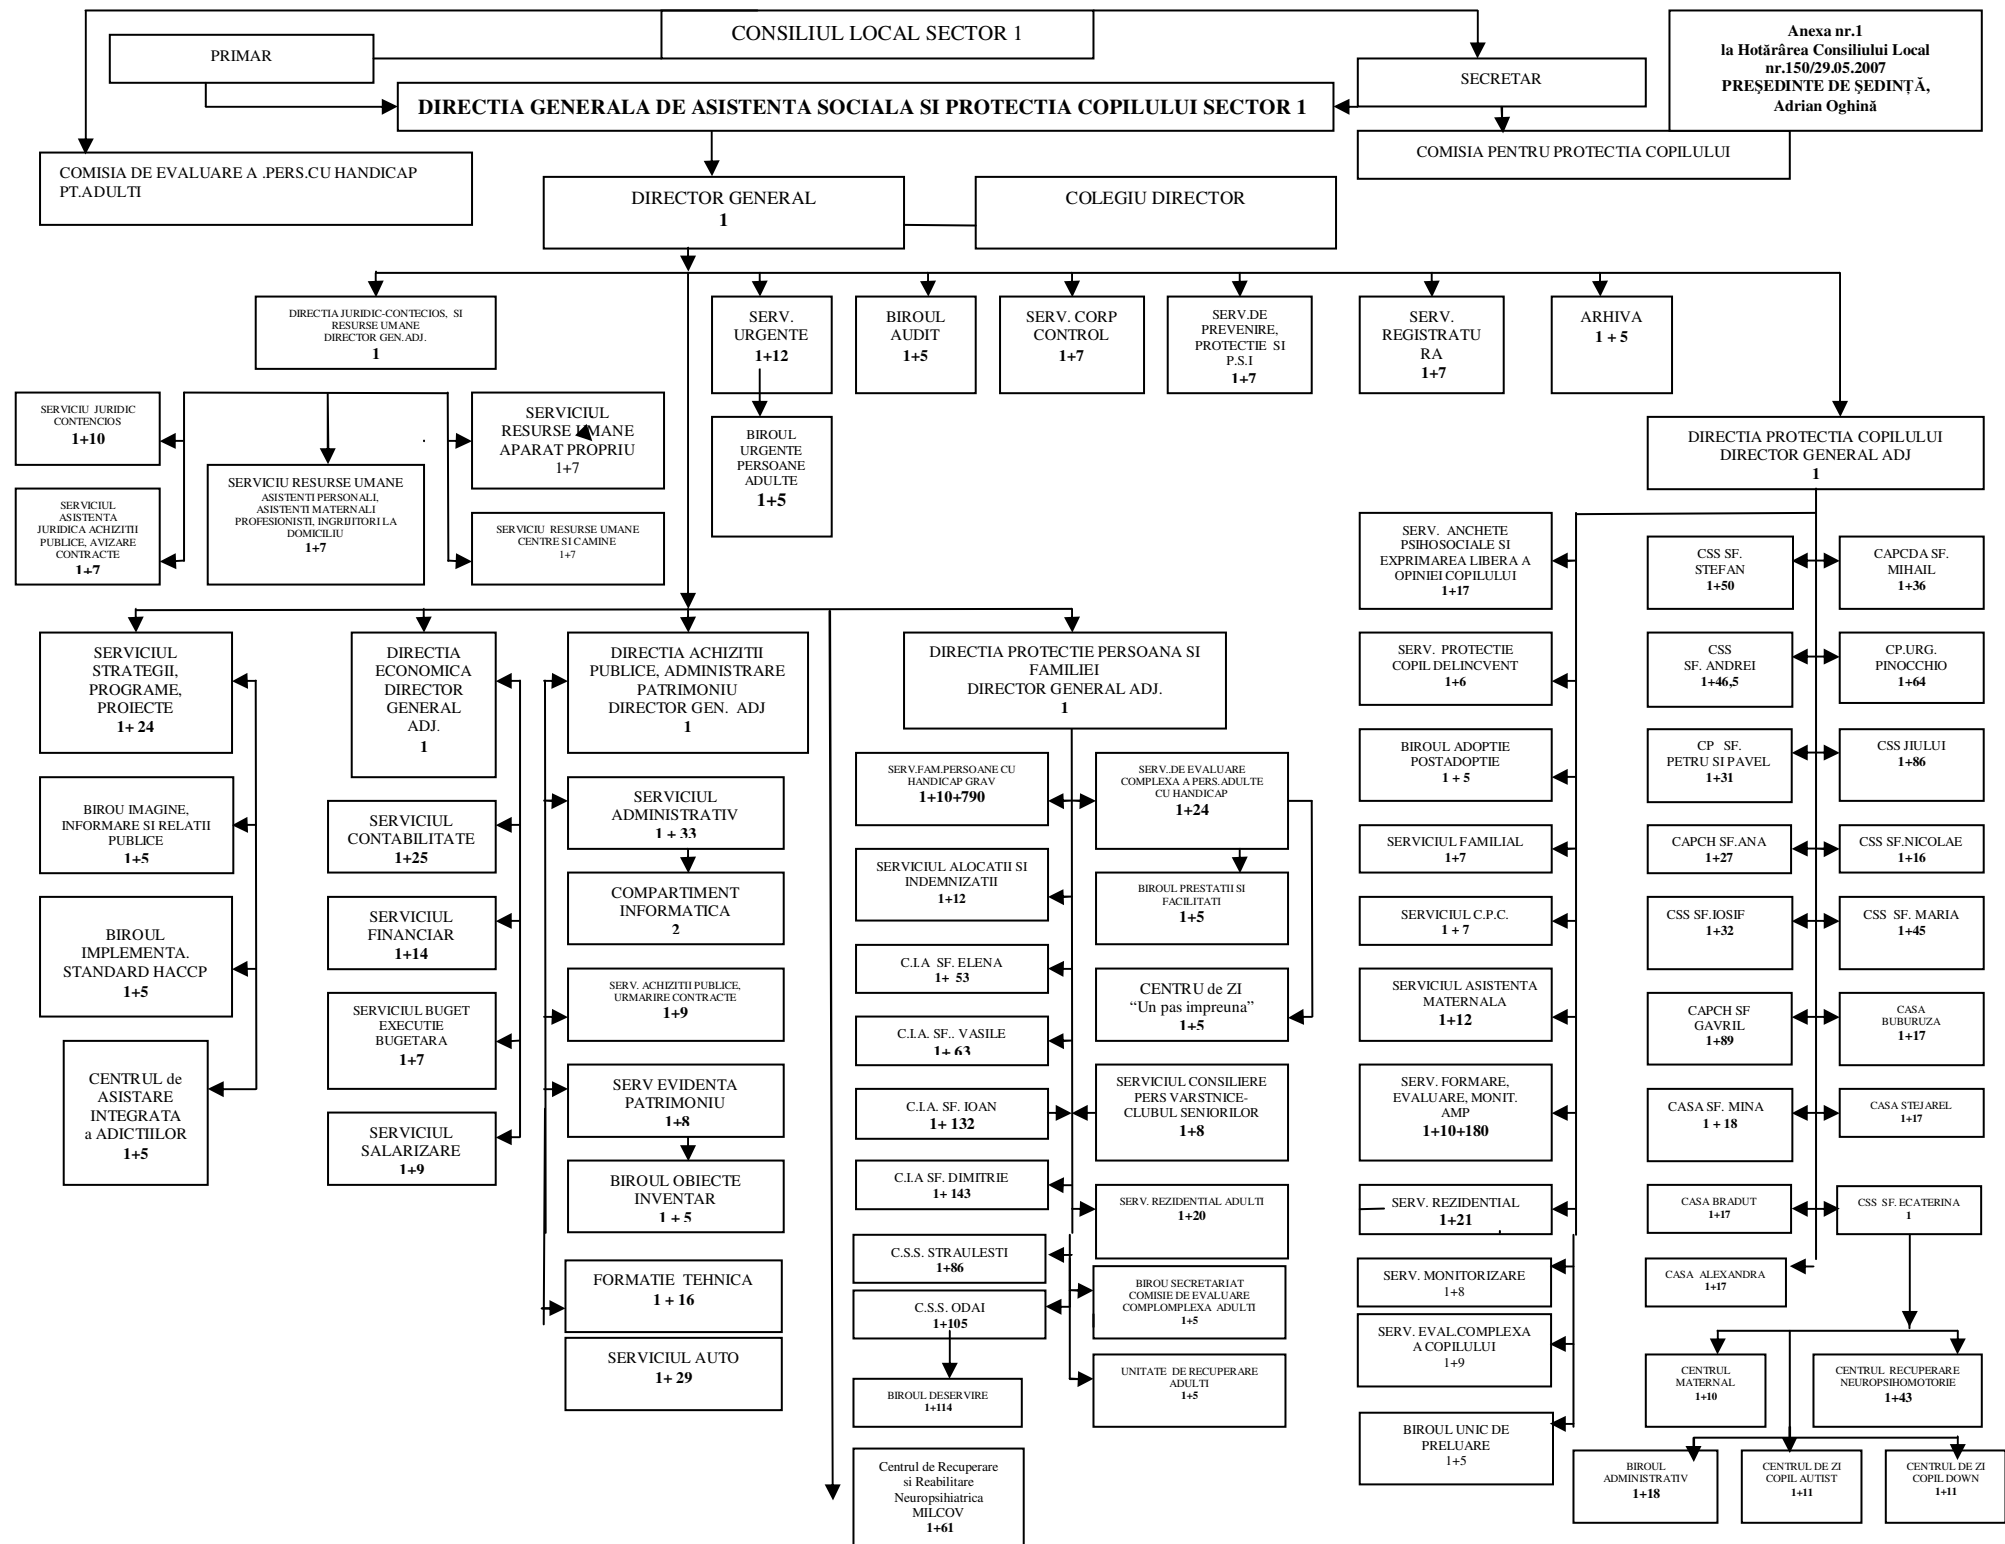 CONSILIUL LOCAL SECTOR 1
PRIMAR
SECRETAR
Anexa nr.1
la Hotărârea Consiliului Local
nr.150/29.05.2007
PREȘEDINTE DE ȘEDINȚĂ,
Adrian Oghină
DIRECTIA GENERALA DE ASISTENTA SOCIALA SI PROTECTIA COPILULUI SECTOR 1
COMISIA DE EVALUARE A .PERS.CU HANDICAP
PT.ADULTI
COMISIA PENTRU PROTECTIA COPILULUI
DIRECTOR GENERAL
1
COLEGIU DIRECTOR
DIRECTIA JURIDIC-CONTECIOS, SI
RESURSE UMANE
DIRECTOR GEN.ADJ.
1
SERV.
URGENTE
1+12
BIROUL
AUDIT
1+5
SERV. CORP
CONTROL
1+7
SERV.DE
PREVENIRE,
PROTECTIE SI
P.S.I
1+7
SERV.
REGISTRATU
RA
1+7
ARHIVA
1 + 5
SERVICIU JURIDIC
CONTENCIOS
1+10
SERVICIUL
ASISTENTA
JURIDICA ACHIZITII
PUBLICE, AVIZARE
CONTRACTE
1+7
SERVICIU RESURSE UMANE
ASISTENTI PERSONALI,
ASISTENTI MATERNALI
PROFESIONISTI, INGRIJITORI LA
DOMICILIU
1+7
SERVICIUL
RESURSE UMANE
APARAT PROPRIU
1+7
SERVICIU RESURSE UMANE
CENTRE SI CAMINE
1+7
BIROUL
URGENTE
PERSOANE
ADULTE
1+5
DIRECTIA PROTECTIA COPILULUI
DIRECTOR GENERAL ADJ
1
SERVICIUL
STRATEGII,
PROGRAME,
PROIECTE
1+ 24
BIROU IMAGINE,
INFORMARE SI RELATII
PUBLICE
1+5
BIROUL
IMPLEMENTA.
STANDARD HACCP
1+5
CENTRUL de
ASISTARE
INTEGRATA
a ADICTIILOR
1+5
DIRECTIA
ECONOMICA
DIRECTOR
GENERAL
ADJ.
1
SERVICIUL
CONTABILITATE
1+25
SERVICIUL
FINANCIAR
1+14
SERVICIUL BUGET
EXECUTIE
BUGETARA
1+7
SERVICIUL
SALARIZARE
1+9
DIRECTIA ACHIZITII
PUBLICE, ADMINISTRARE
PATRIMONIU
DIRECTOR GEN. ADJ
1
SERVICIUL
ADMINISTRATIV
1 + 33
COMPARTIMENT
INFORMATICA
2
SERV. ACHIZITII PUBLICE,
URMARIRE CONTRACTE
1+9
SERV EVIDENTA
PATRIMONIU
1+8
BIROUL OBIECTE
INVENTAR
1 + 5
FORMATIE TEHNICA
1 + 16
SERVICIUL AUTO
1+ 29
DIRECTIA PROTECTIE PERSOANA SI
FAMILIEI
DIRECTOR GENERAL ADJ.
1
SERV.FAM.PERSOANE CU
HANDICAP GRAV
1+10+790
SERVICIUL ALOCATII SI
INDEMNIZATII
1+12
C.I.A SF. ELENA
1+ 53
C.I.A. SF.. VASILE
1+ 63
C.I.A. SF. IOAN
1+ 132
C.I.A SF. DIMITRIE
1+ 143
C.S.S. STRAULESTI
1+86
C.S.S. ODAI
1+105
BIROUL DESERVIRE
1+114
Centrul de Recuperare
si Reabilitare
Neuropsihiatrica
MILCOV
1+61
SERV..DE EVALUARE
COMPLEXA A PERS.ADULTE
CU HANDICAP
1+24
BIROUL PRESTATII SI
FACILITATI
1+5
CENTRU de ZI
“Un pas impreuna”
1+5
SERVICIUL CONSILIERE
PERS VARSTNICE-
CLUBUL SENIORILOR
1+8
SERV. REZIDENTIAL ADULTI
1+20
BIROU SECRETARIAT
COMISIE DE EVALUARE
COMPLOMPLEXA ADULTI
1+5
UNITATE DE RECUPERARE
ADULTI
1+5
SERV. ANCHETE
PSIHOSOCIALE SI
EXPRIMAREA LIBERA A
OPINIEI COPILULUI
1+17
SERV. PROTECTIE
COPIL DELINCVENT
1+6
BIROUL ADOPTIE
POSTADOPTIE
1 + 5
SERVICIUL FAMILIAL
1+7
SERVICIUL C.P.C.
1 + 7
SERVICIUL ASISTENTA
MATERNALA
1+12
SERV. FORMARE,
EVALUARE, MONIT.
AMP
1+10+180
SERV. REZIDENTIAL
1+21
SERV. MONITORIZARE
1+8
SERV. EVAL.COMPLEXA
A COPILULUI
1+9
BIROUL UNIC DE
PRELUARE
1+5
CSS SF.
STEFAN
1+50
CAPCDA SF.
MIHAIL
1+36
CSS
SF. ANDREI
1+46,5
CP.URG.
PINOCCHIO
1+64
CP SF.
PETRU SI PAVEL
1+31
CSS JIULUI
1+86
CAPCH SF.ANA
1+27
CSS SF.NICOLAE
1+16
CSS SF.IOSIF
1+32
CSS SF. MARIA
1+45
CAPCH SF
GAVRIL
1+89
CASA
BUBURUZA
1+17
CASA SF. MINA
1 + 18
CASA STEJAREL
1+17
CASA BRADUT
1+17
CSS SF. ECATERINA
1
CASA ALEXANDRA
1+17
CENTRUL
MATERNAL
1+10
CENTRUL RECUPERARE
NEUROPSIHOMOTORIE
1+43
BIROUL
ADMINISTRATIV
1+18
CENTRUL DE ZI
COPIL AUTIST
1+11
CENTRUL DE ZI
COPIL DOWN
1+11